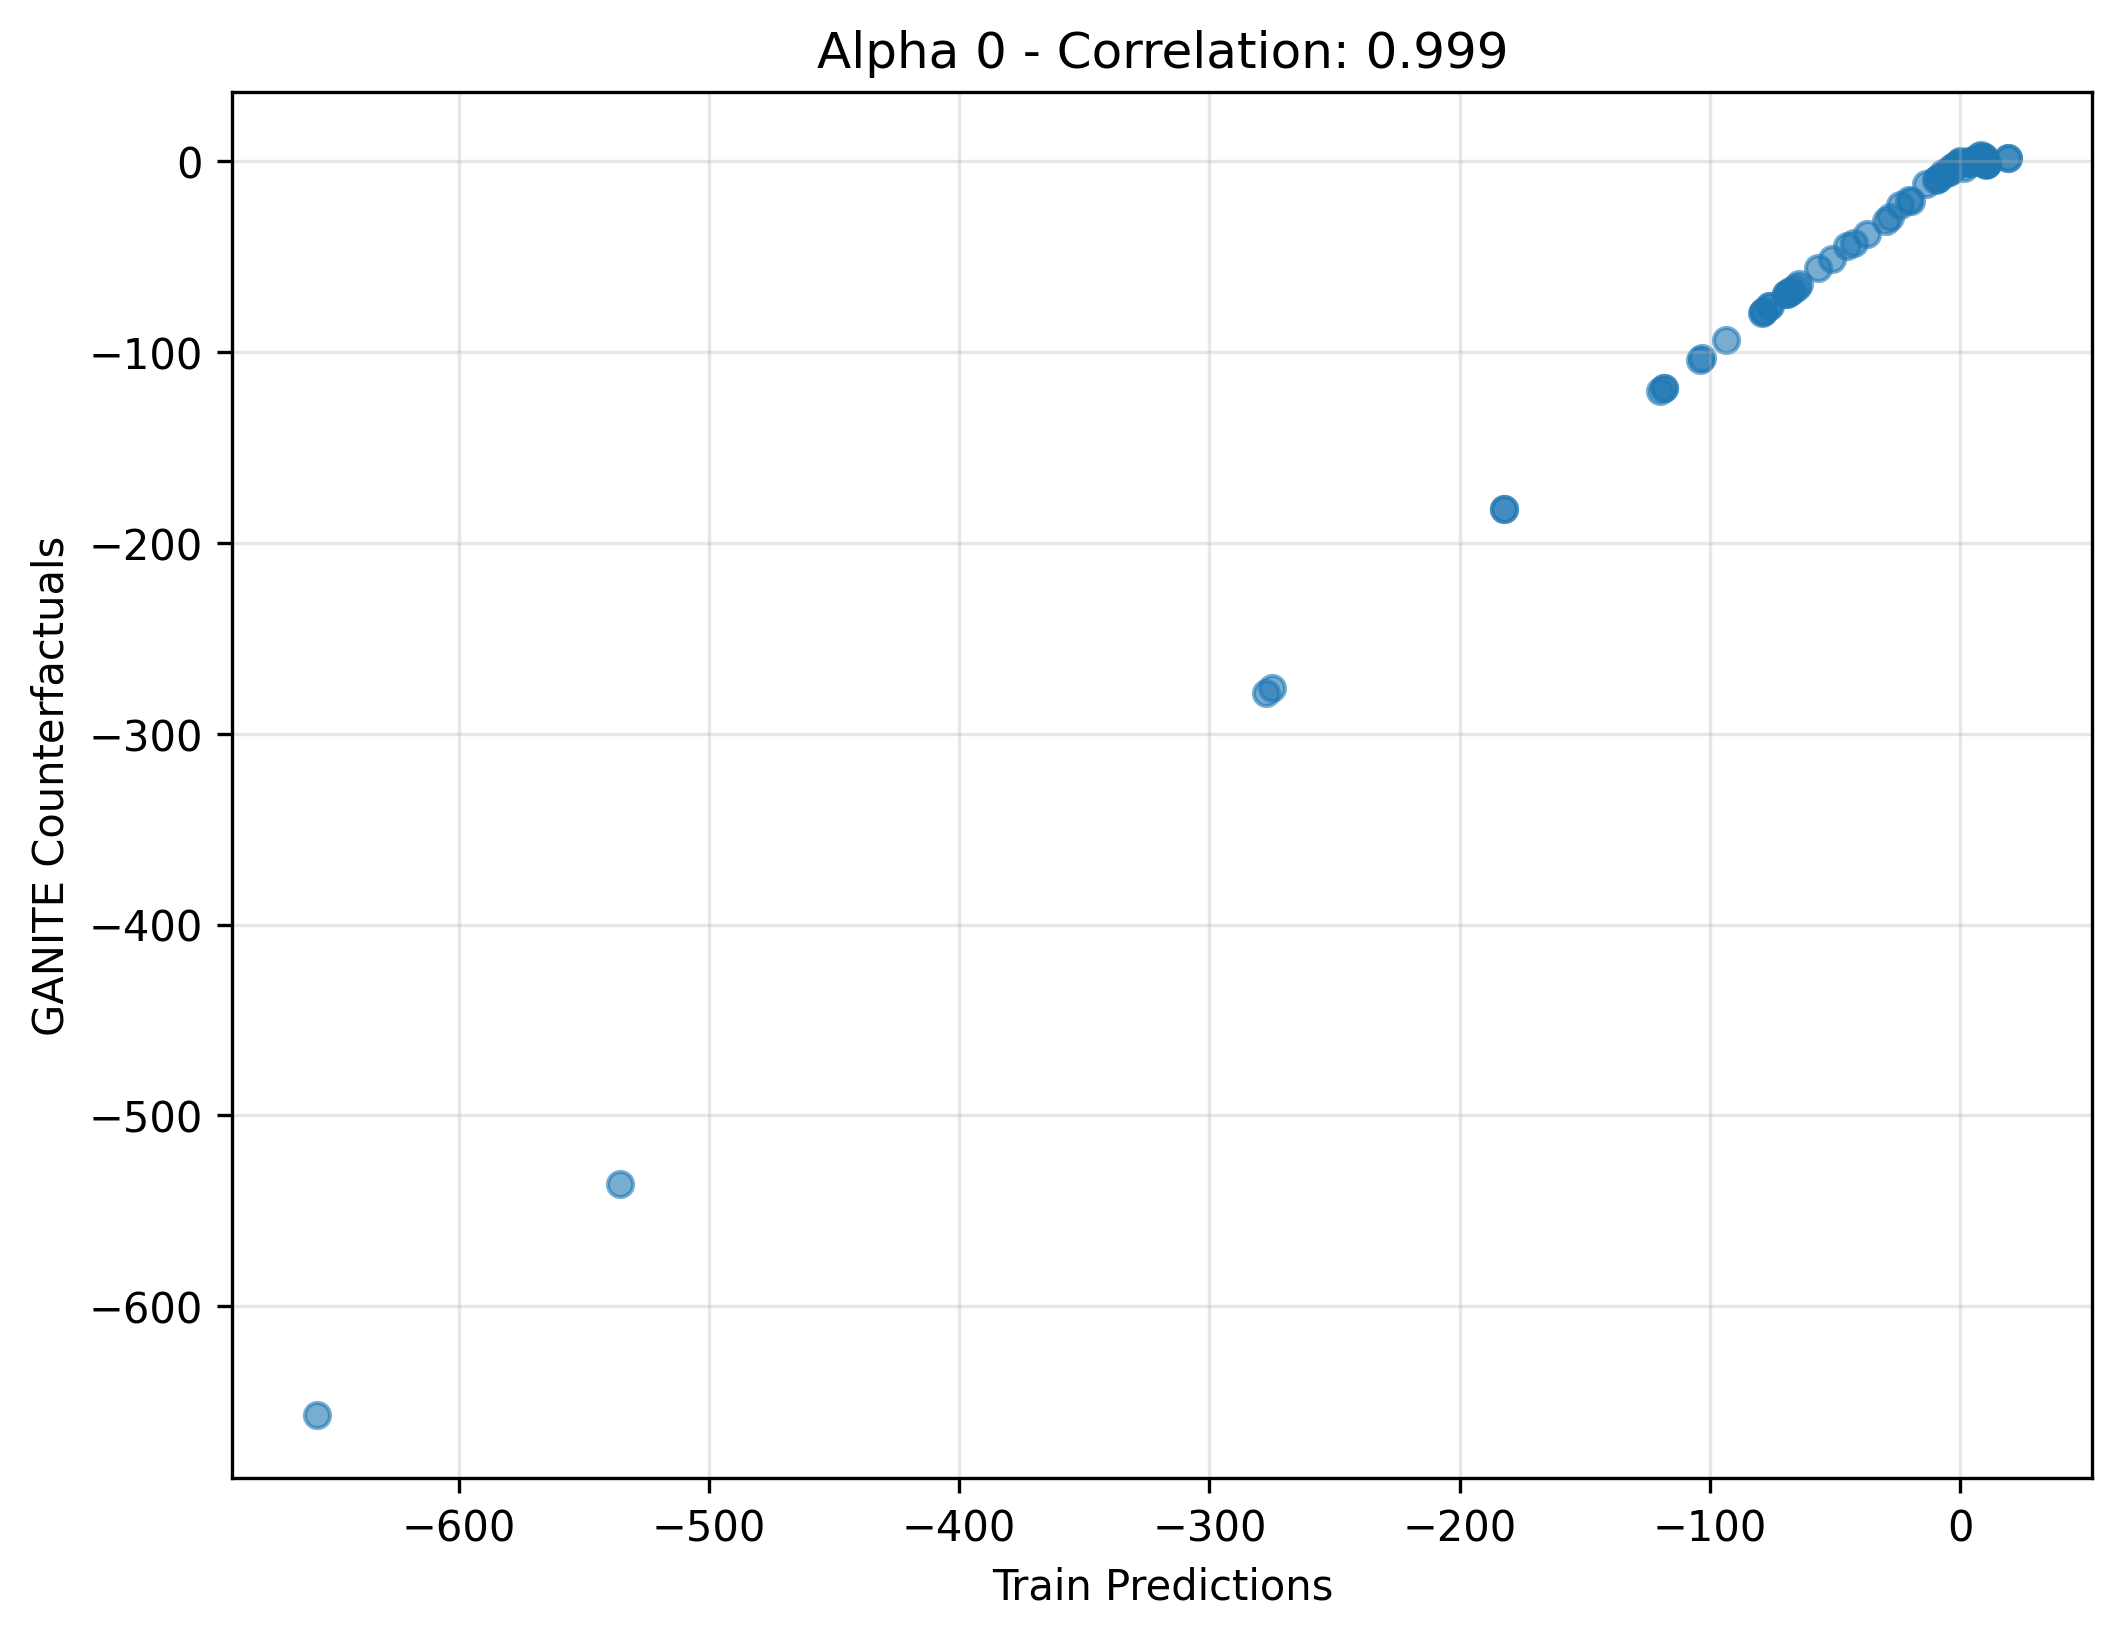 Alpha 0 - Correlation: 0.999
0
−100
−200
−300
−400
−500
−600
GANITE Counterfactuals
−600 −500 −400 −300 −200 −100 0
Train Predictions